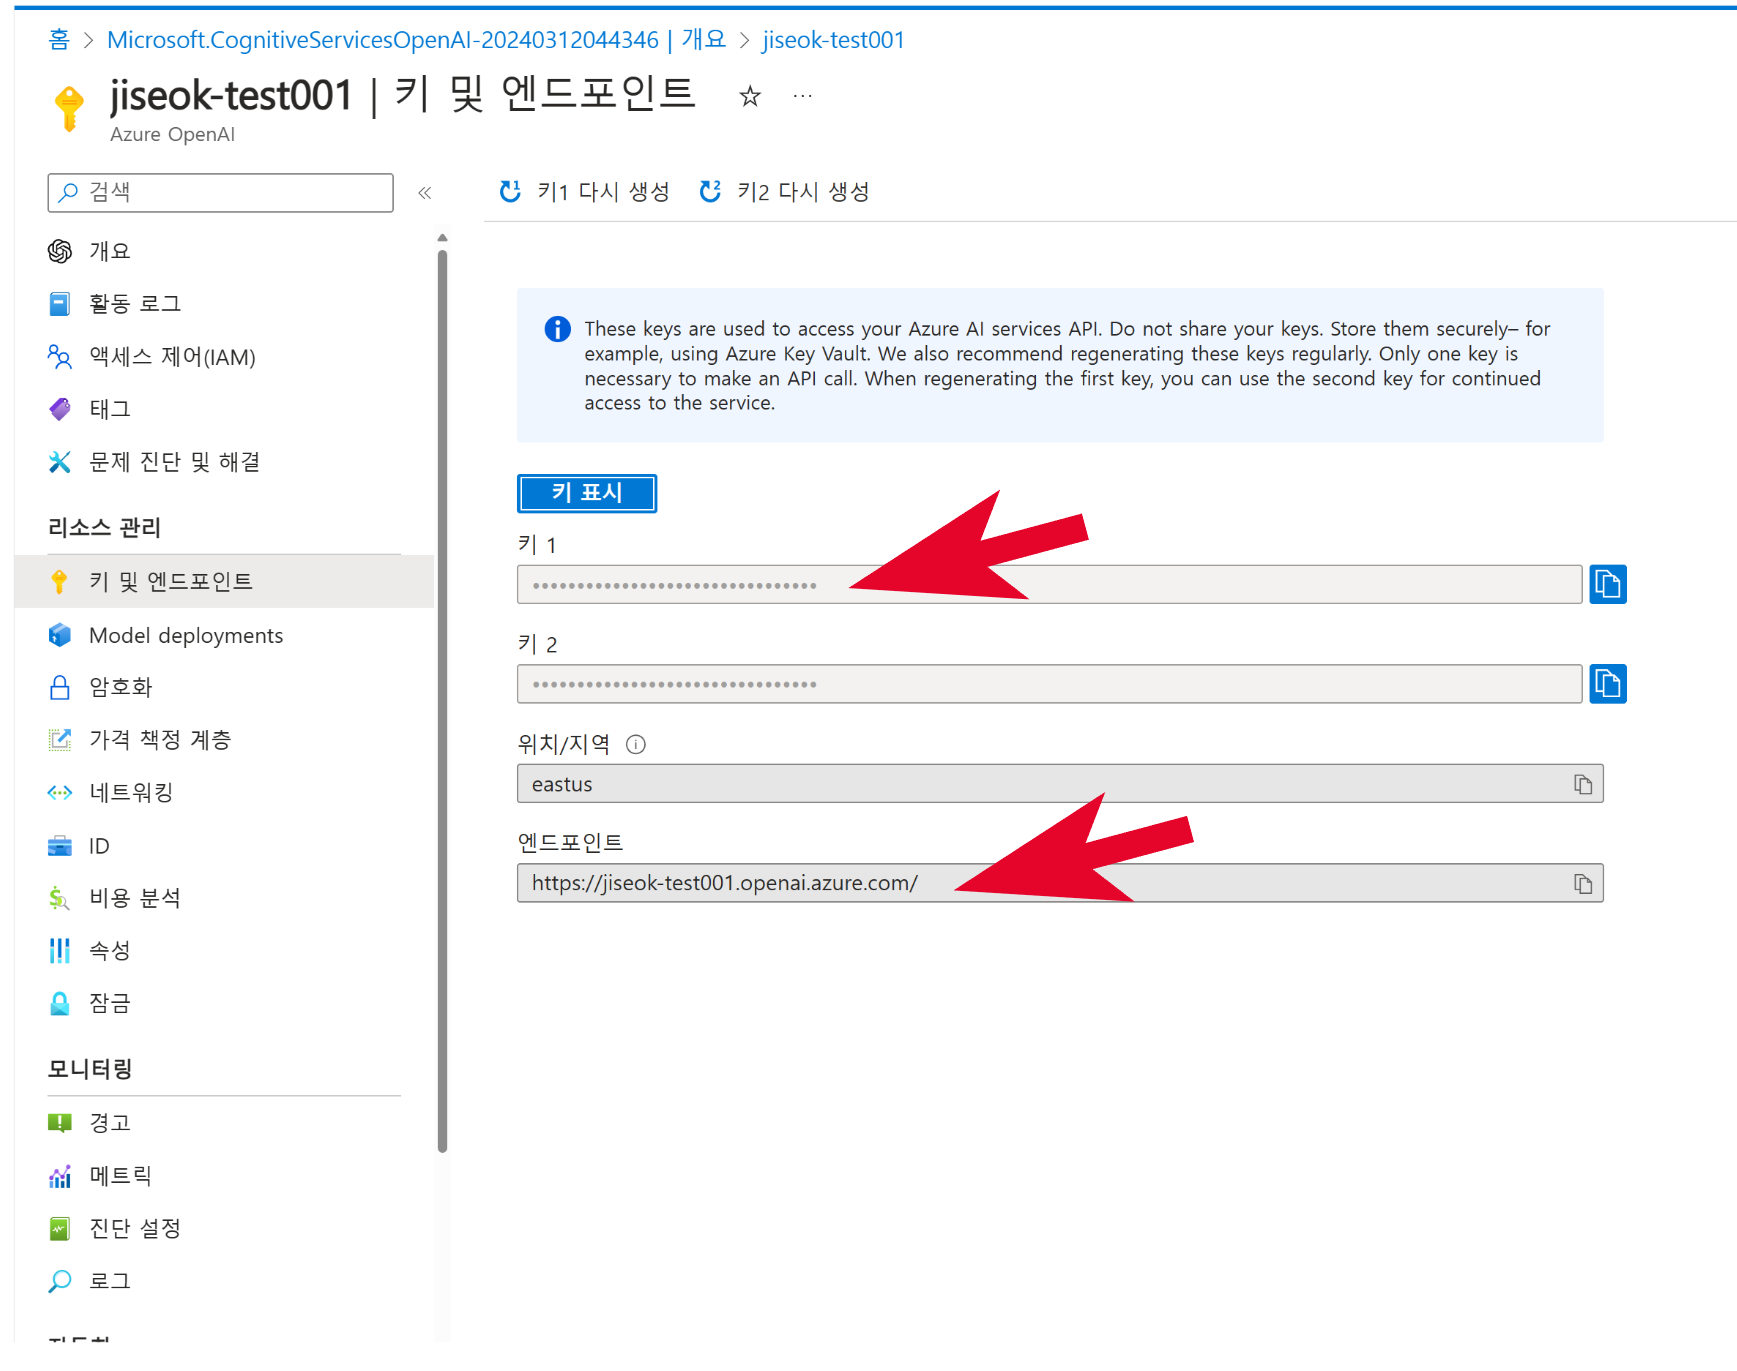 홈 > Microsoft.CognitiveServicesOpenAI-20240312044346 | 개요 > jiseok-test001
jiseok-test001 | 키 및 엔드포인트 ☆ ···
Azure OpenAI
검색 «
개요
활동 로그
액세스 제어(IAM)
태그
문제 진단 및 해결
리소스 관리
키 및 엔드포인트
Model deployments
암호화
가격 책정 계층
네트워킹
ID
비용 분석
속성
잠금
모니터링
경고
메트릭
진단 설정
로그
키1 다시 생성 키2 다시 생성
These keys are used to access your Azure AI services API. Do not share your keys. Store them securely– for
example, using Azure Key Vault. We also recommend regenerating these keys regularly. Only one key is
necessary to make an API call. When regenerating the first key, you can use the second key for continued
access to the service.
키 표시
키 1
••••••••••••••••••••••••••••••••
키 2
••••••••••••••••••••••••••••••••
위치/지역
eastus
엔드포인트
https://jiseok-test001.openai.azure.com/